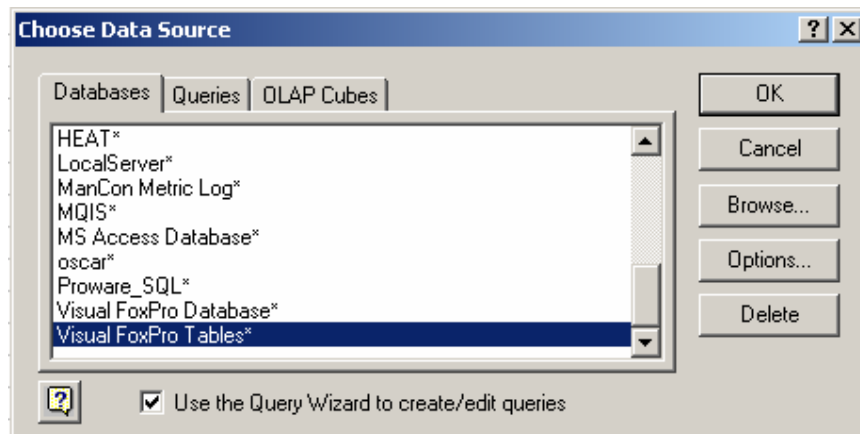 Choose Data Source
Databases Queries OLAP Cubes
HEAT*
LocalServer*
ManCon Metric Log*
MQIS*
MS Access Database*
oscar*
Proware_SQL*
Visual FoxPro Database*
Visual FoxPro Tables*
OK
Cancel
Browse...
Options...
Delete
Use the Query Wizard to create/edit queries